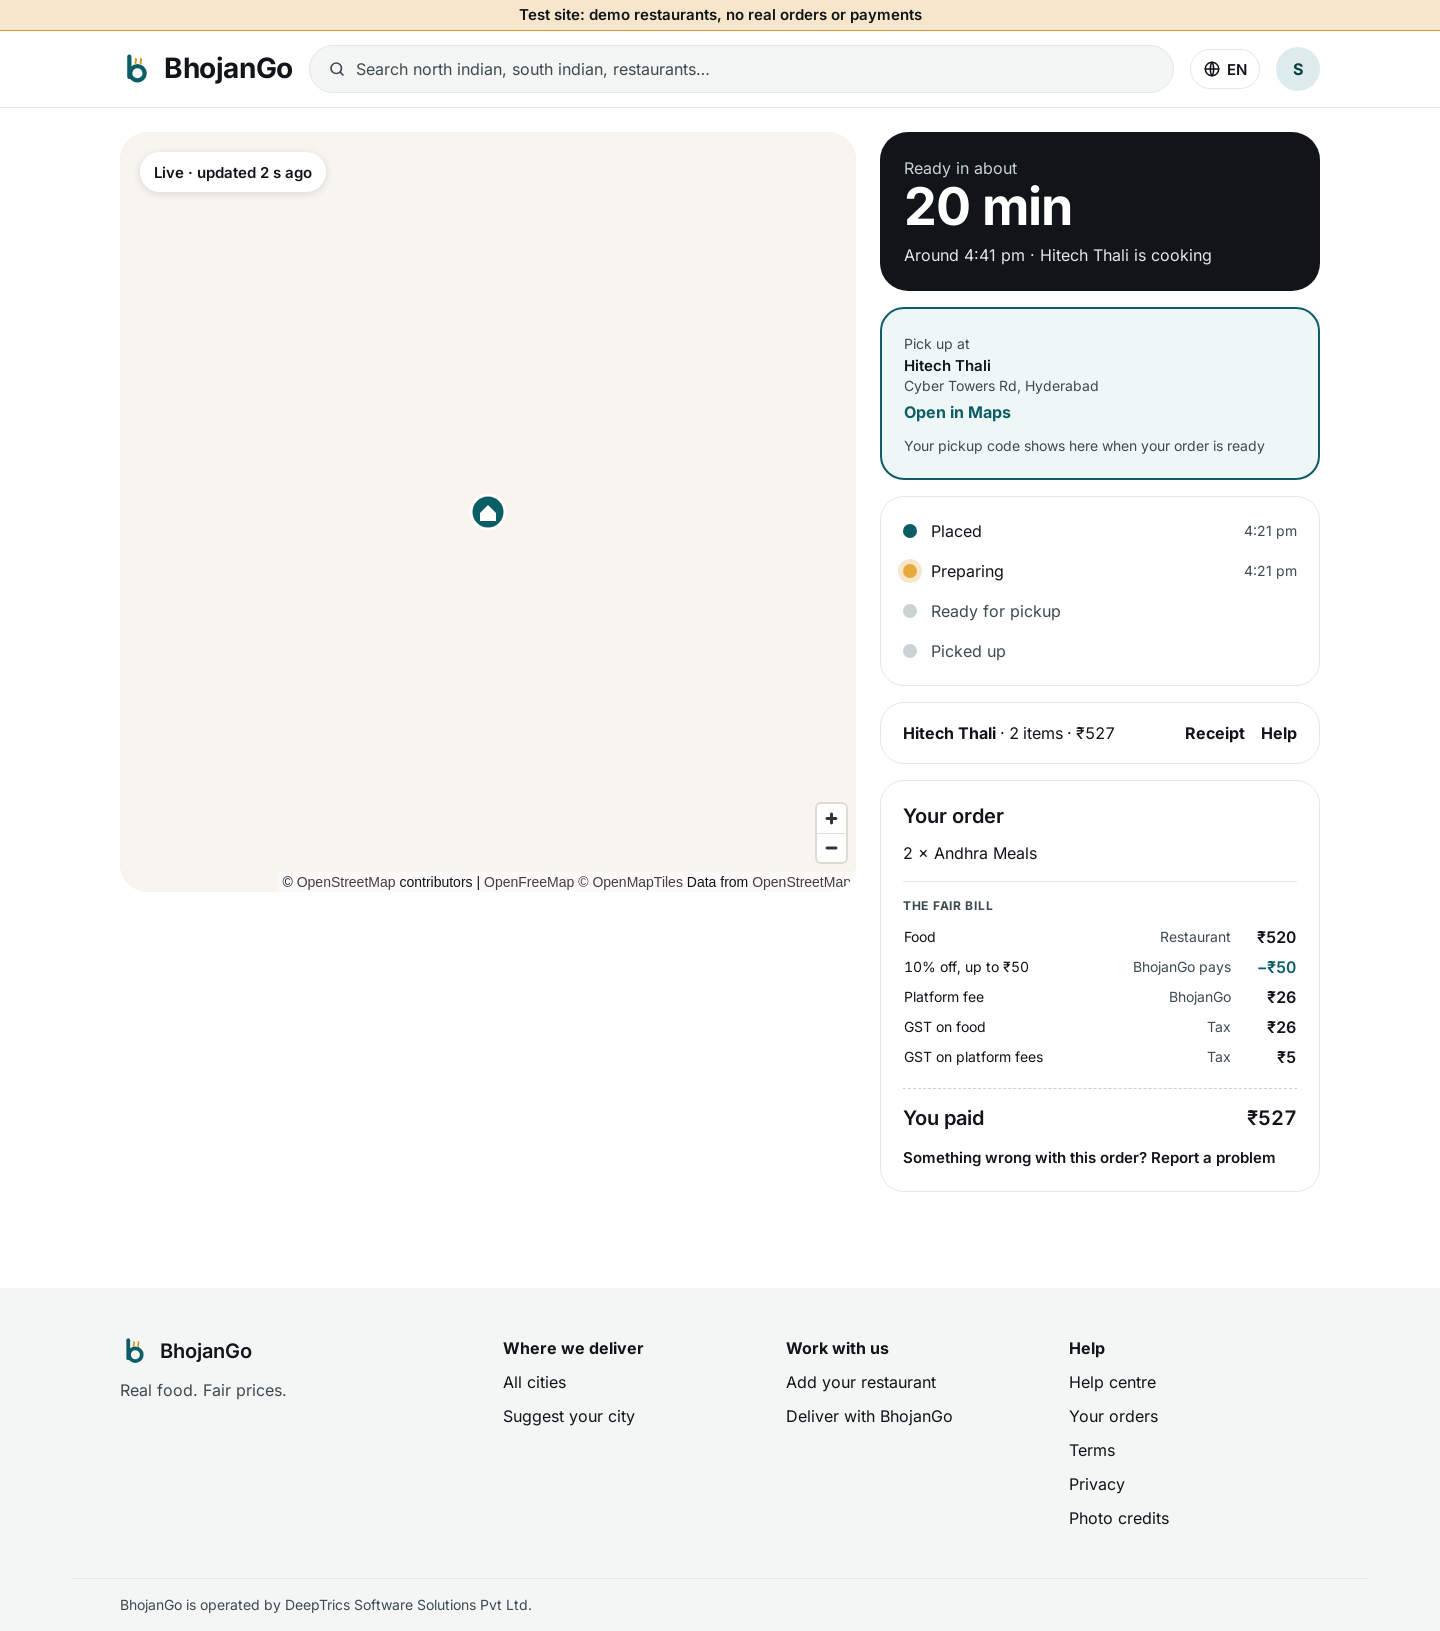 Test site: demo restaurants, no real orders or payments
BhojanGo
Search north indian, south indian, restaurants...
EN
S
Live · updated 2 s ago
© OpenStreetMap contributors | OpenFreeMap © OpenMapTiles Data from OpenStreetMap
Ready in about
20 min
Around 4:41 pm · Hitech Thali is cooking
Pick up at
Hitech Thali
Cyber Towers Rd, Hyderabad
Open in Maps
Your pickup code shows here when your order is ready
Placed 4:21 pm
Preparing 4:21 pm
Ready for pickup
Picked up
Hitech Thali · 2 items · ₹527 Receipt Help
Your order
2 × Andhra Meals
THE FAIR BILL
Food Restaurant ₹520
10% off, up to ₹50 BhojanGo pays −₹50
Platform fee BhojanGo ₹26
GST on food Tax ₹26
GST on platform fees Tax ₹5
You paid ₹527
Something wrong with this order? Report a problem
BhojanGo
Real food. Fair prices.
Where we deliver
All cities
Suggest your city
Work with us
Add your restaurant
Deliver with BhojanGo
Help
Help centre
Your orders
Terms
Privacy
Photo credits
BhojanGo is operated by DeepTrics Software Solutions Pvt Ltd.